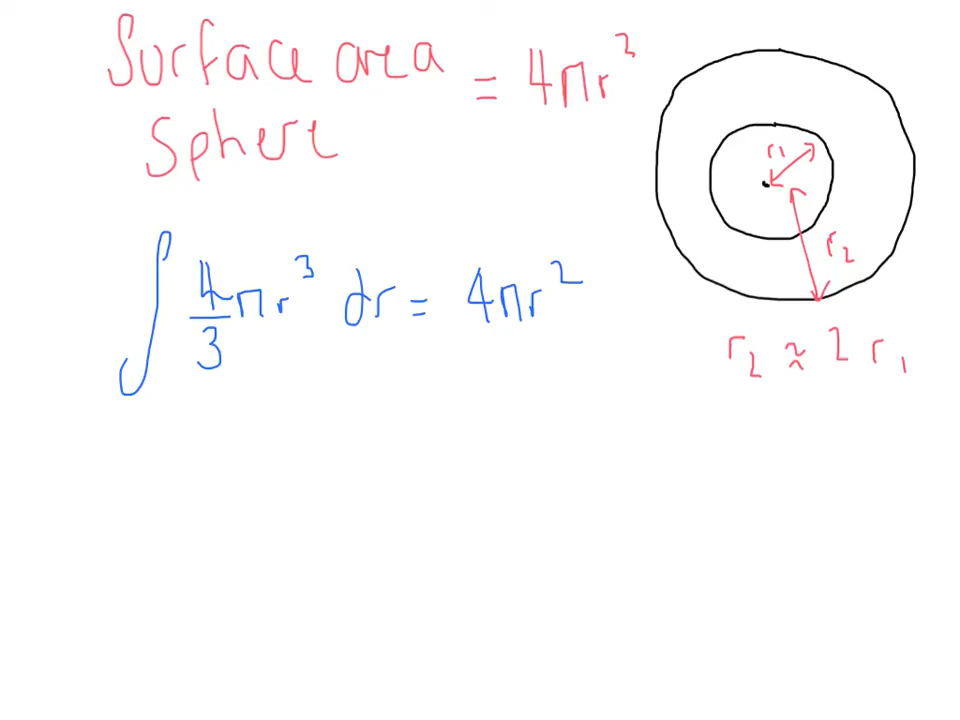 Surface area = 4πr³
Sphere
r₁
r₂
∫ 4/3 πr³ dr = 4πr²
r₂ ≈ 2 r₁